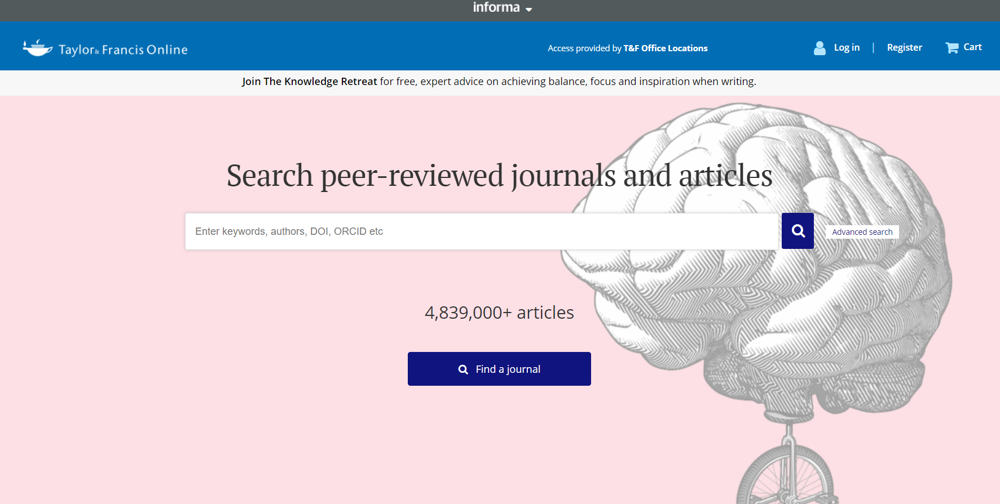 informa
Taylor & Francis Online
Access provided by T&F Office Locations
Log in | Register
Cart
Join The Knowledge Retreat for free, expert advice on achieving balance, focus and inspiration when writing.
Search peer-reviewed journals and articles
Enter keywords, authors, DOI, ORCID etc
Advanced search
4,839,000+ articles
Find a journal